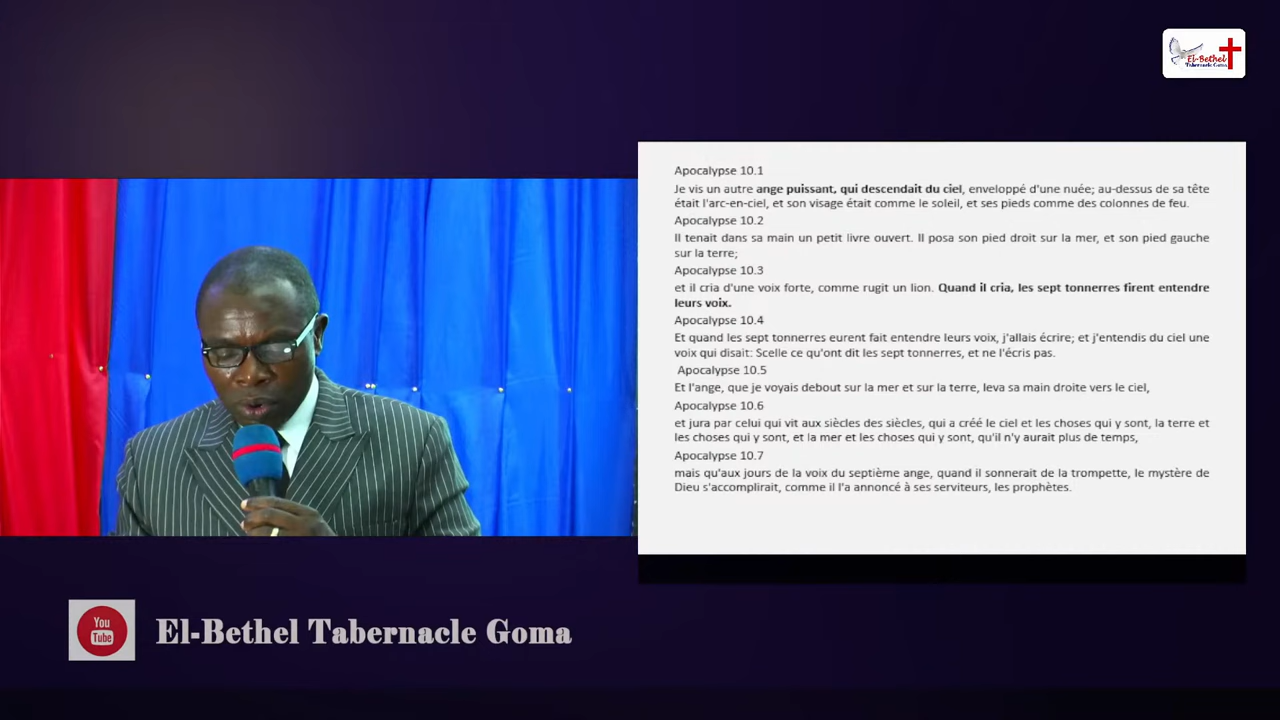 El-Bethel
Tabernacle Goma
Apocalypse 10.1
Je vis un autre ange puissant, qui descendait du ciel, enveloppé d'une nuée; au-dessus de sa tête
était l'arc-en-ciel, et son visage était comme le soleil, et ses pieds comme des colonnes de feu.
Apocalypse 10.2
Il tenait dans sa main un petit livre ouvert. Il posa son pied droit sur la mer, et son pied gauche
sur la terre;
Apocalypse 10.3
et il cria d'une voix forte, comme rugit un lion. Quand il cria, les sept tonnerres firent entendre
leurs voix.
Apocalypse 10.4
Et quand les sept tonnerres eurent fait entendre leurs voix, j'allais écrire; et j'entendis du ciel une
voix qui disait: Scelle ce qu'ont dit les sept tonnerres, et ne l'écris pas.
Apocalypse 10.5
Et l'ange, que je voyais debout sur la mer et sur la terre, leva sa main droite vers le ciel,
Apocalypse 10.6
et jura par celui qui vit aux siècles des siècles, qui a créé le ciel et les choses qui y sont, la terre et
les choses qui y sont, et la mer et les choses qui y sont, qu'il n'y aurait plus de temps,
Apocalypse 10.7
mais qu'aux jours de la voix du septième ange, quand il sonnerait de la trompette, le mystère de
Dieu s'accomplirait, comme il l'a annoncé à ses serviteurs, les prophètes.
You
Tube
El-Bethel Tabernacle Goma